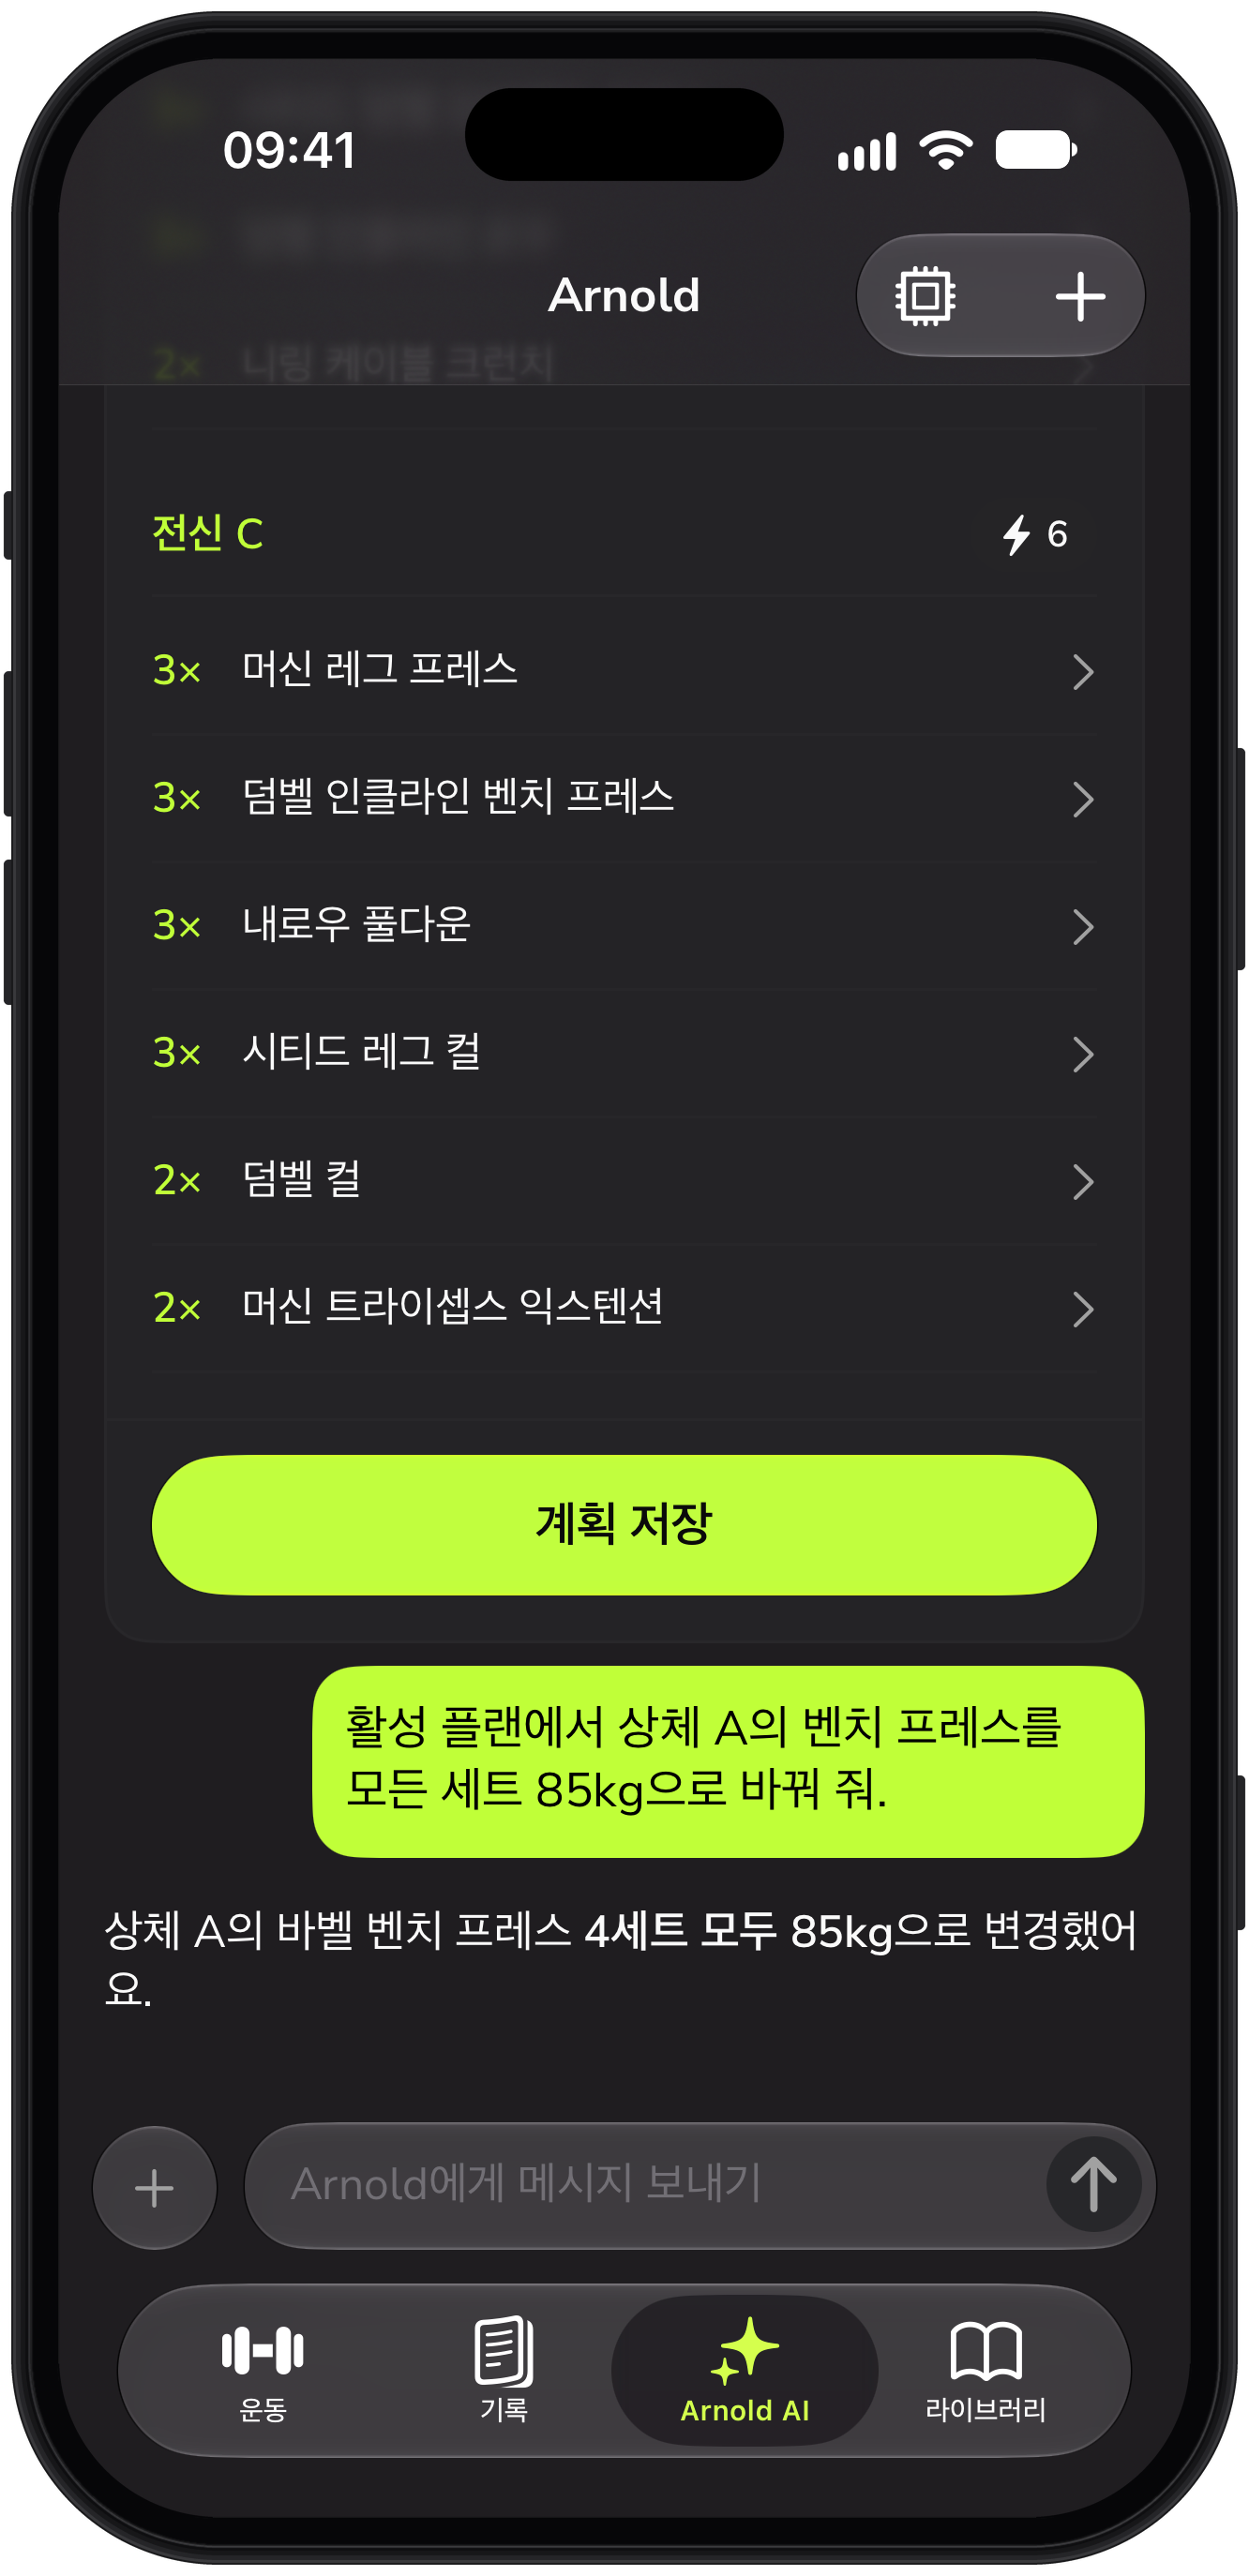 09:41
Arnold
2× 니링 케이블 크런치
전신 C
6
3× 머신 레그 프레스
3× 덤벨 인클라인 벤치 프레스
3× 내로우 풀다운
3× 시티드 레그 컬
2× 덤벨 컬
2× 머신 트라이셉스 익스텐션
계획 저장
활성 플랜에서 상체 A의 벤치 프레스를
모든 세트 85kg으로 바꿔 줘.
상체 A의 바벨 벤치 프레스 4세트 모두 85kg으로 변경했어
요.
Arnold에게 메시지 보내기
운동
기록
Arnold AI
라이브러리